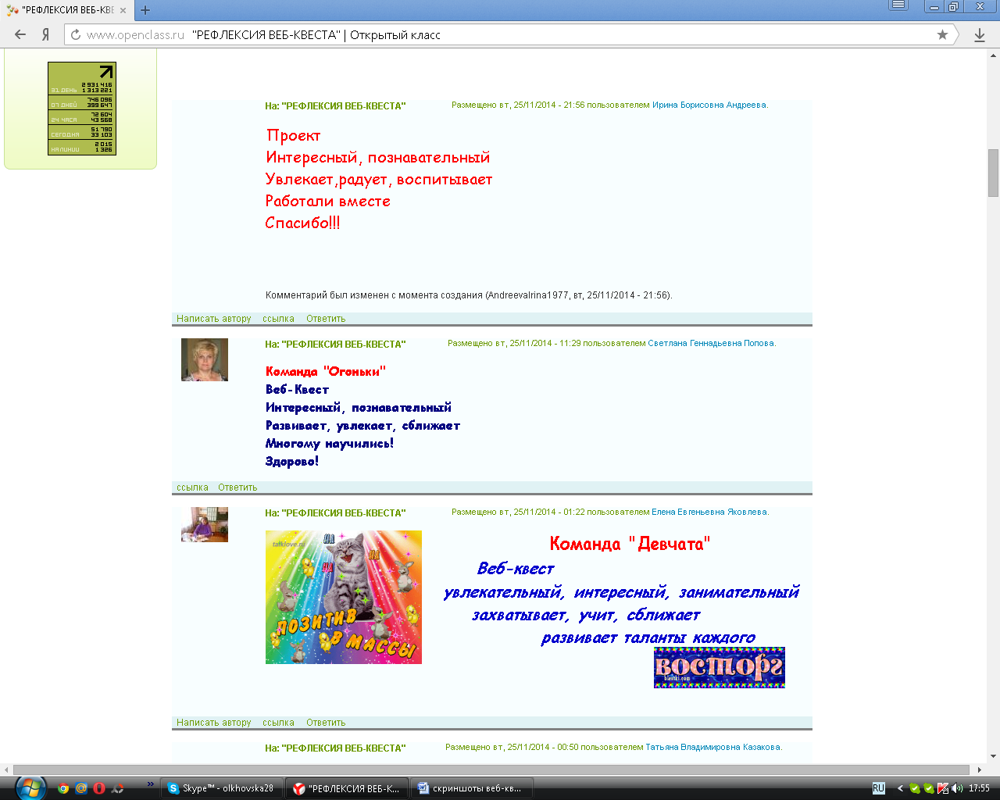 "РЕФЛЕКСИЯ ВЕБ-КВЕ
www.openclass.ru "РЕФЛЕКСИЯ ВЕБ-КВЕСТА" | Открытый класс
2 931 416
31 ДЕНЬ 1 313 221
746 096
07 ДНЕЙ 399 647
72 604
24 ЧАСА 43 568
51 790
СЕГОДНЯ 33 103
2 015
НА ЛИНИИ 1 326
На: "РЕФЛЕКСИЯ ВЕБ-КВЕСТА" Размещено вт, 25/11/2014 - 21:56 пользователем Ирина Борисовна Андреева.
Проект
Интересный, познавательный
Увлекает,радует, воспитывает
Работали вместе
Спасибо!!!
Комментарий был изменен с момента создания (AndreevaIrina1977, вт, 25/11/2014 - 21:56).
Написать автору ссылка Ответить
На: "РЕФЛЕКСИЯ ВЕБ-КВЕСТА" Размещено вт, 25/11/2014 - 11:29 пользователем Светлана Геннадьевна Попова.
Команда "Огоньки"
Веб-Квест
Интересный, познавательный
Развивает, увлекает, сближает
Многому научились!
Здорово!
ссылка Ответить
На: "РЕФЛЕКСИЯ ВЕБ-КВЕСТА" Размещено вт, 25/11/2014 - 01:22 пользователем Елена Евгеньевна Яковлева.
talklove.ru
НА
НА
НА
ПОЗИТИВ
В МАССЫ
Команда "Девчата"
Веб-квест
увлекательный, интересный, занимательный
захватывает, учит, сближает
развивает таланты каждого
ВОСТОРГ
blestki.com
Написать автору ссылка Ответить
На: "РЕФЛЕКСИЯ ВЕБ-КВЕСТА" Размещено вт, 25/11/2014 - 00:50 пользователем Татьяна Владимировна Казакова.
Skype™ - olkhovska28 "РЕФЛЕКСИЯ ВЕБ-К... скриншоты веб-кв... RU 17:55